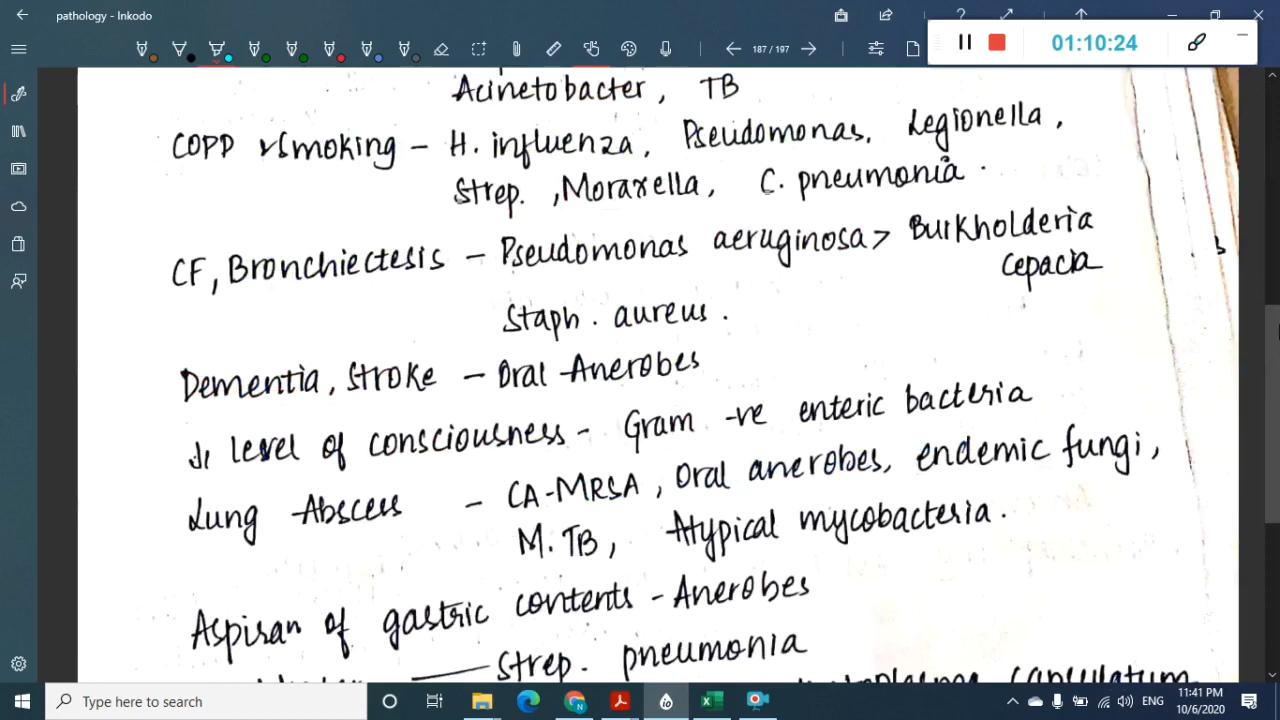 pathology - Inkodo
187 / 197
01:10:24
Acinetobacter, TB
COPD Smoking - H. influenza, Pseudomonas, Legionella,
Strep., Moraxella, C. pneumonia.
CF, Bronchiectesis - Pseudomonas aeruginosa > Burkholderia
Cepacia
Staph. aureus.
Dementia, Stroke - Oral Anerobes
level of consciousness - Gram -ve enteric bacteria
Lung Abscess - CA-MRSA, Oral anerobes, endemic fungi,
M. TB, Atypical mycobacteria.
Aspiran of gastric contents - Anerobes
Strep. pneumonia
capsulatum
Type here to search
ENG
11:41 PM
10/6/2020